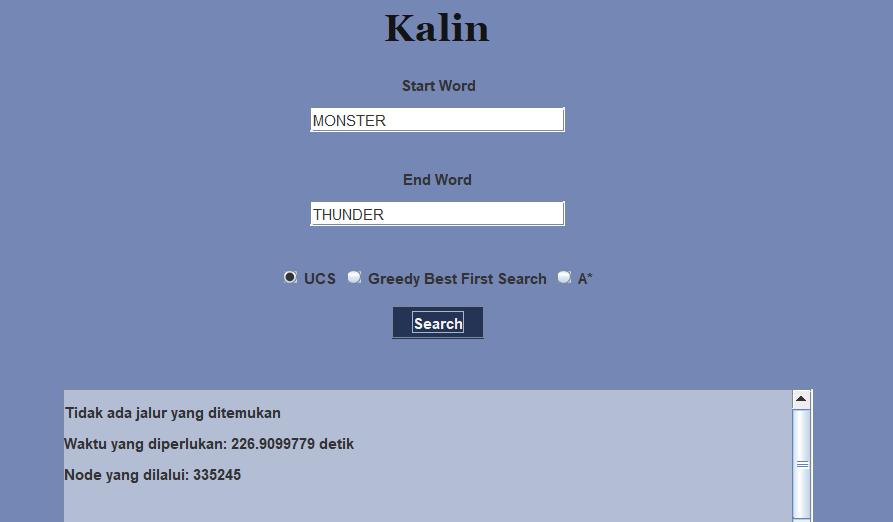 Kalin
Start Word
MONSTER
End Word
THUNDER
UCS Greedy Best First Search A*
Search
Tidak ada jalur yang ditemukan
Waktu yang diperlukan: 226.9099779 detik
Node yang dilalui: 335245